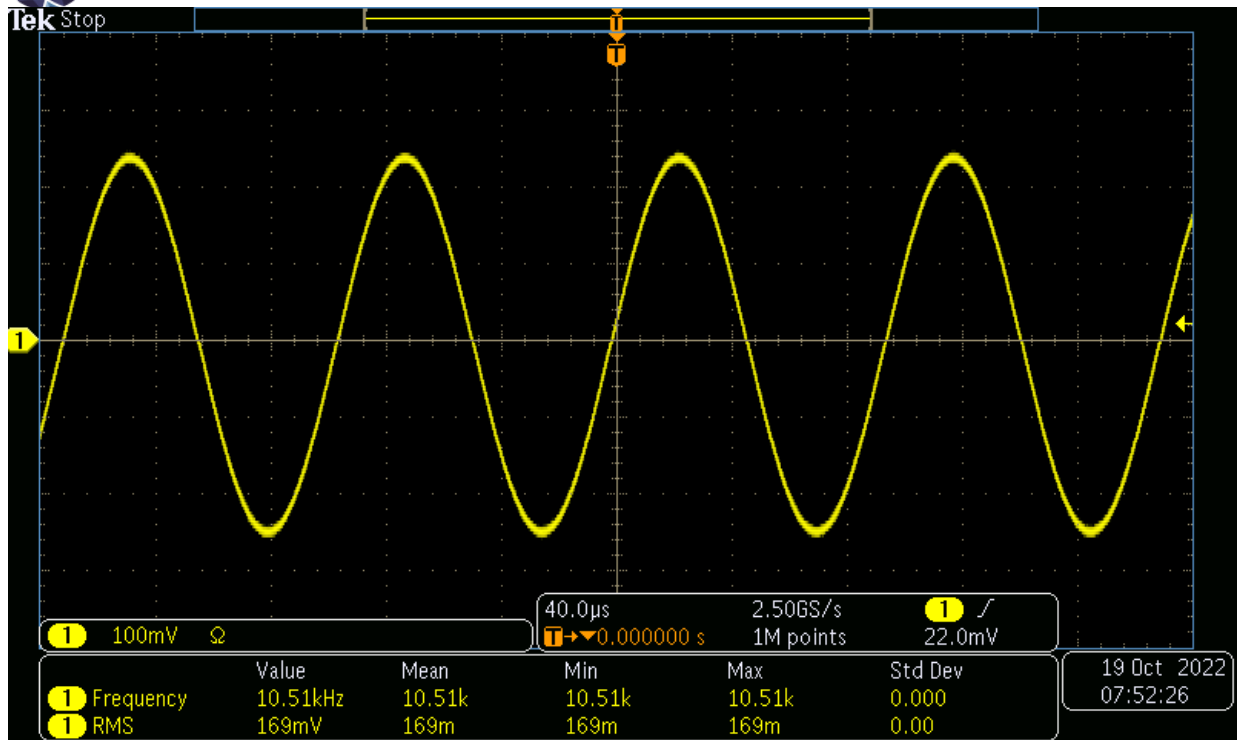 Tek Stop
T
T
1
40.0µs 2.50GS/s 1 ∫
1 100mV Ω T→▼0.000000 s 1M points 22.0mV
Value Mean Min Max Std Dev 19 Oct 2022
1 Frequency 10.51kHz 10.51k 10.51k 10.51k 0.000 07:52:26
1 RMS 169mV 169m 169m 169m 0.00